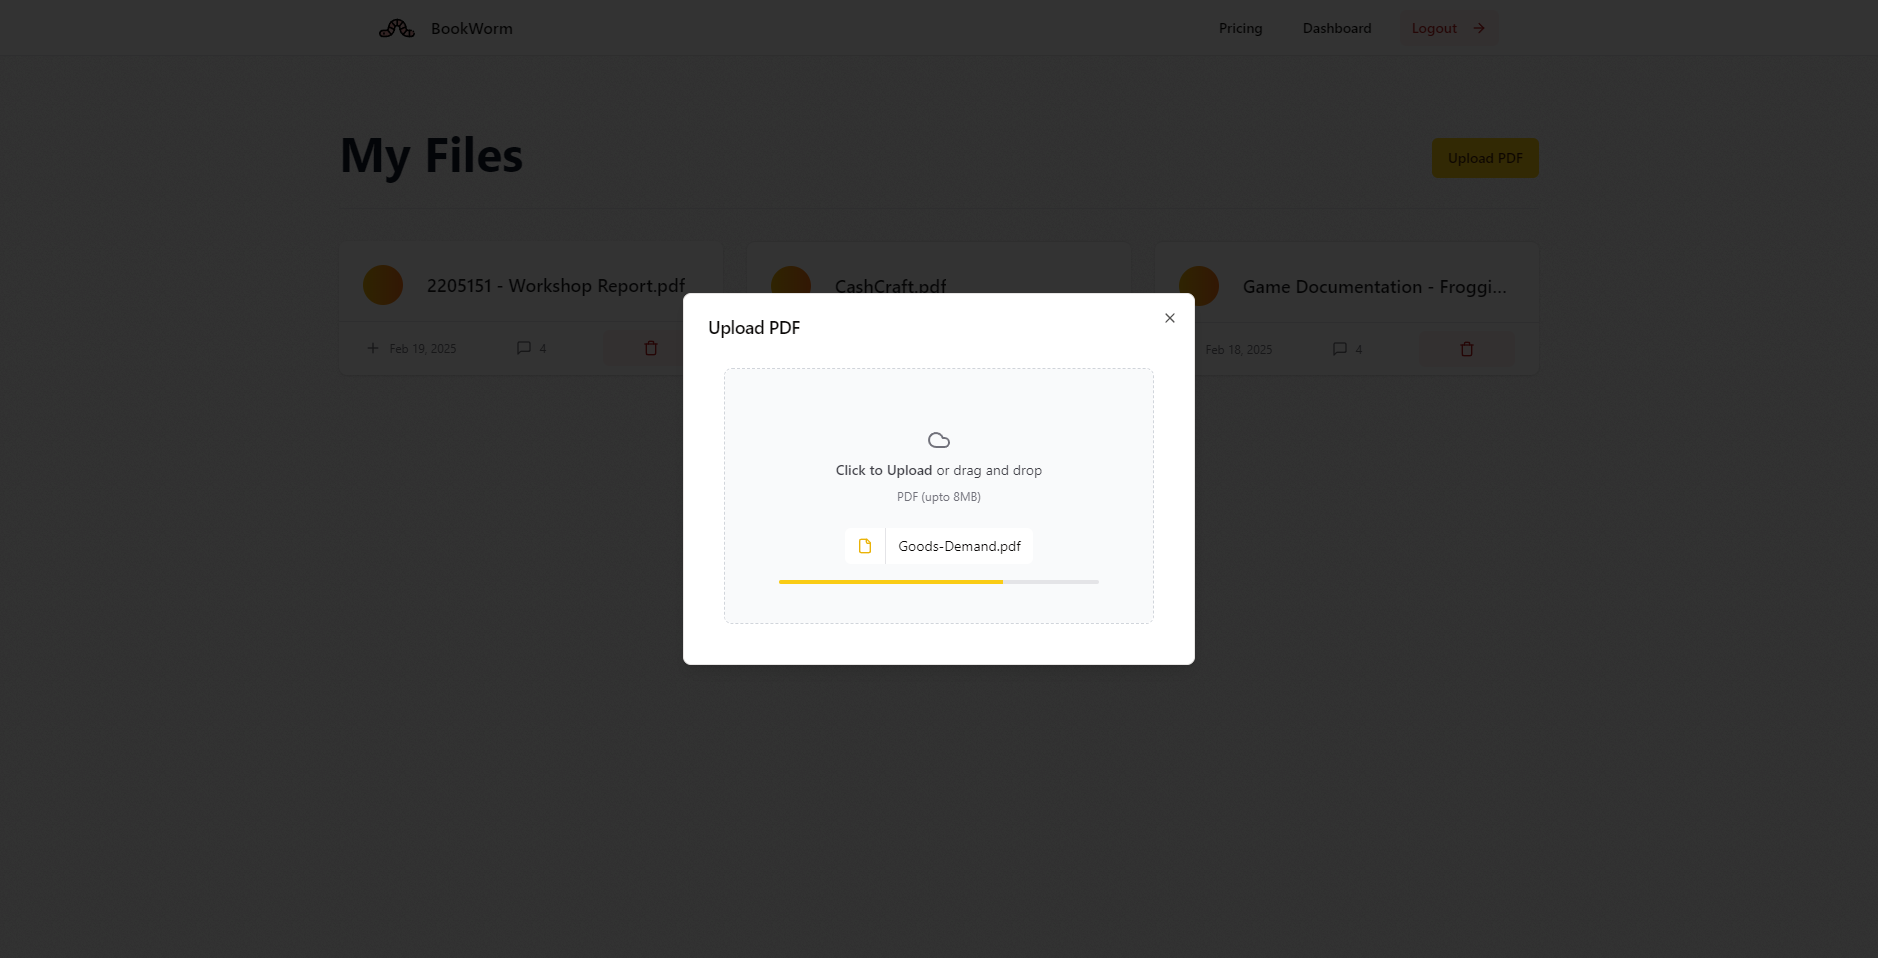 BookWorm
Pricing
Dashboard
Logout
My Files
Upload PDF
2205151 - Workshop Report.pdf
CashCraft.pdf
Game Documentation - Froggi...
Feb 19, 2025
4
Feb 18, 2025
4
Upload PDF
Click to Upload or drag and drop
PDF (upto 8MB)
Goods-Demand.pdf